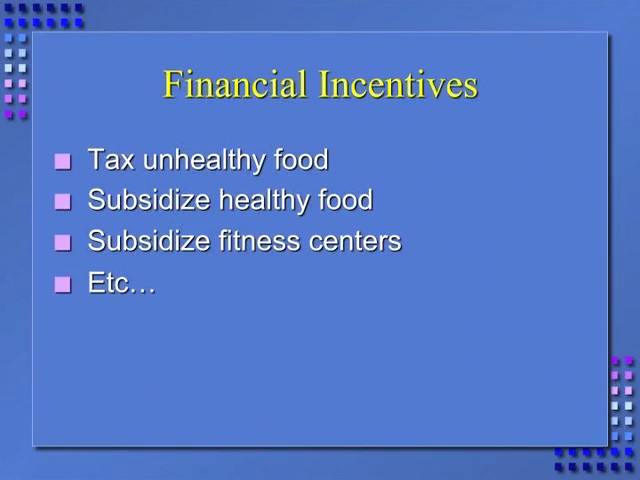 Financial Incentives
Tax unhealthy food
Subsidize healthy food
Subsidize fitness centers
Etc…